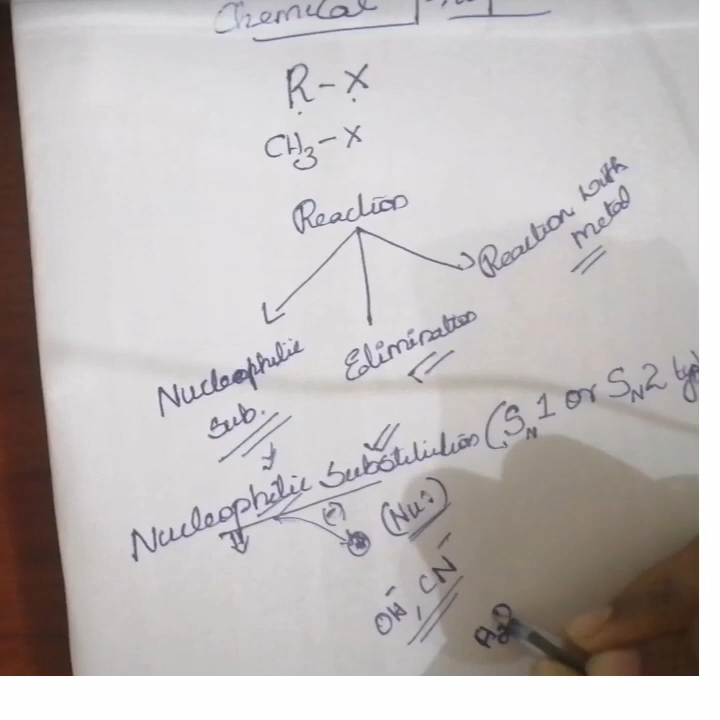 Chemical
R-X
CH3-X
Reaction
Reaction with
metal
Nucleophilic
Sub.
Elimination
Nucleophilic Substitution (SN1 or SN2
(-) (Nu:)
OH⁻, CN⁻